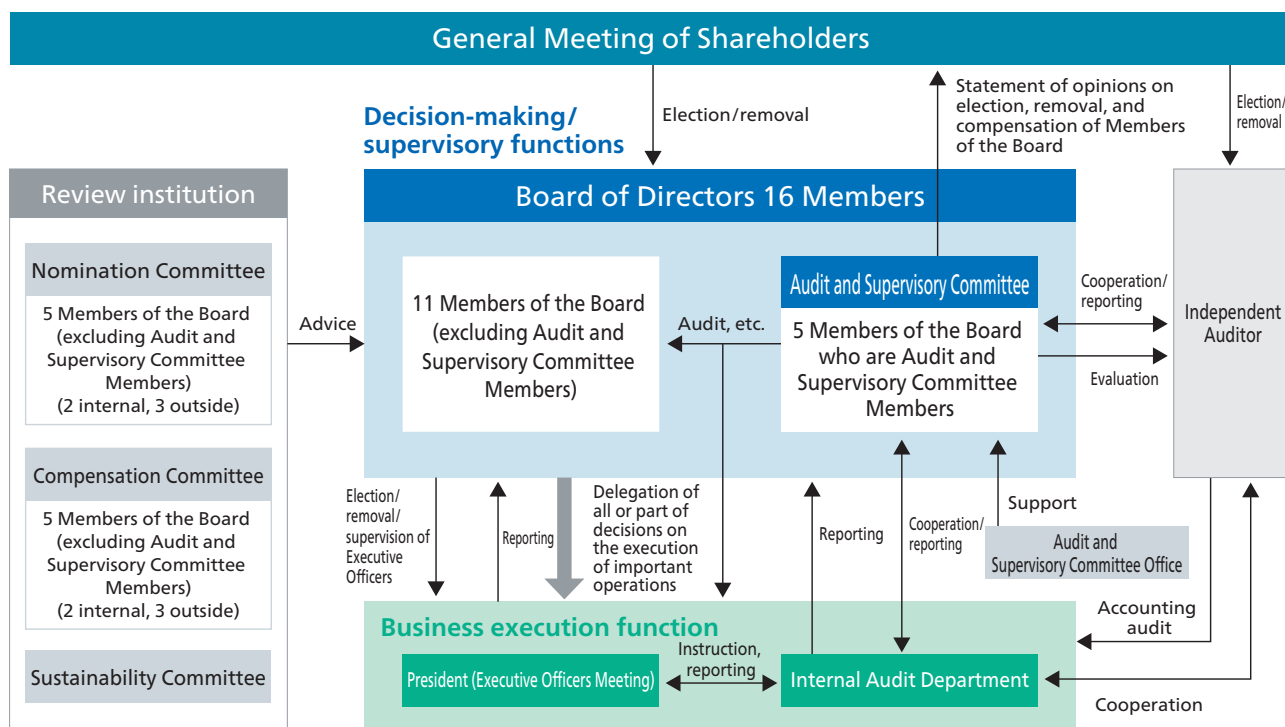 General Meeting of Shareholders
Decision-making/
supervisory functions
Election/removal
Statement of opinions on
election, removal, and
compensation of Members
of the Board
Election/
removal
Review institution
Nomination Committee
5 Members of the Board
(excluding Audit and
Supervisory Committee
Members)
(2 internal, 3 outside)
Compensation Committee
5 Members of the Board
(excluding Audit and
Supervisory Committee
Members)
(2 internal, 3 outside)
Sustainability Committee
Advice
Board of Directors 16 Members
11 Members of the Board
(excluding Audit and
Supervisory Committee
Members)
Audit, etc.
Audit and Supervisory Committee
5 Members of the Board
who are Audit and
Supervisory Committee
Members
Cooperation/
reporting
Evaluation
Independent
Auditor
Election/
removal/
supervision of
Executive
Officers
Reporting
Delegation of
all or part of
decisions on
the execution
of important
operations
Reporting
Cooperation/
reporting
Support
Audit and
Supervisory Committee Office
Accounting
audit
Cooperation
Business execution function
President (Executive Officers Meeting)
Instruction,
reporting
Internal Audit Department